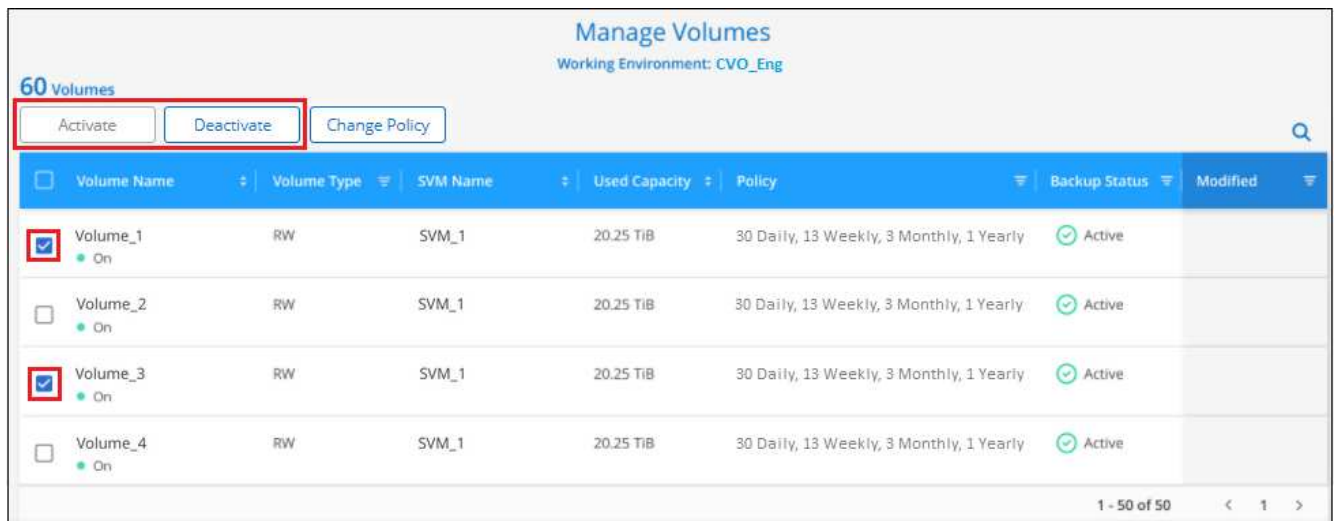 Manage Volumes
Working Environment: CVO_Eng
60 Volumes
Activate Deactivate Change Policy
Volume Name Volume Type SVM Name Used Capacity Policy Backup Status Modified
Volume_1 RW SVM_1 20.25 TiB 30 Daily, 13 Weekly, 3 Monthly, 1 Yearly Active
On
Volume_2 RW SVM_1 20.25 TiB 30 Daily, 13 Weekly, 3 Monthly, 1 Yearly Active
On
Volume_3 RW SVM_1 20.25 TiB 30 Daily, 13 Weekly, 3 Monthly, 1 Yearly Active
On
Volume_4 RW SVM_1 20.25 TiB 30 Daily, 13 Weekly, 3 Monthly, 1 Yearly Active
On
1 - 50 of 50 < 1 >